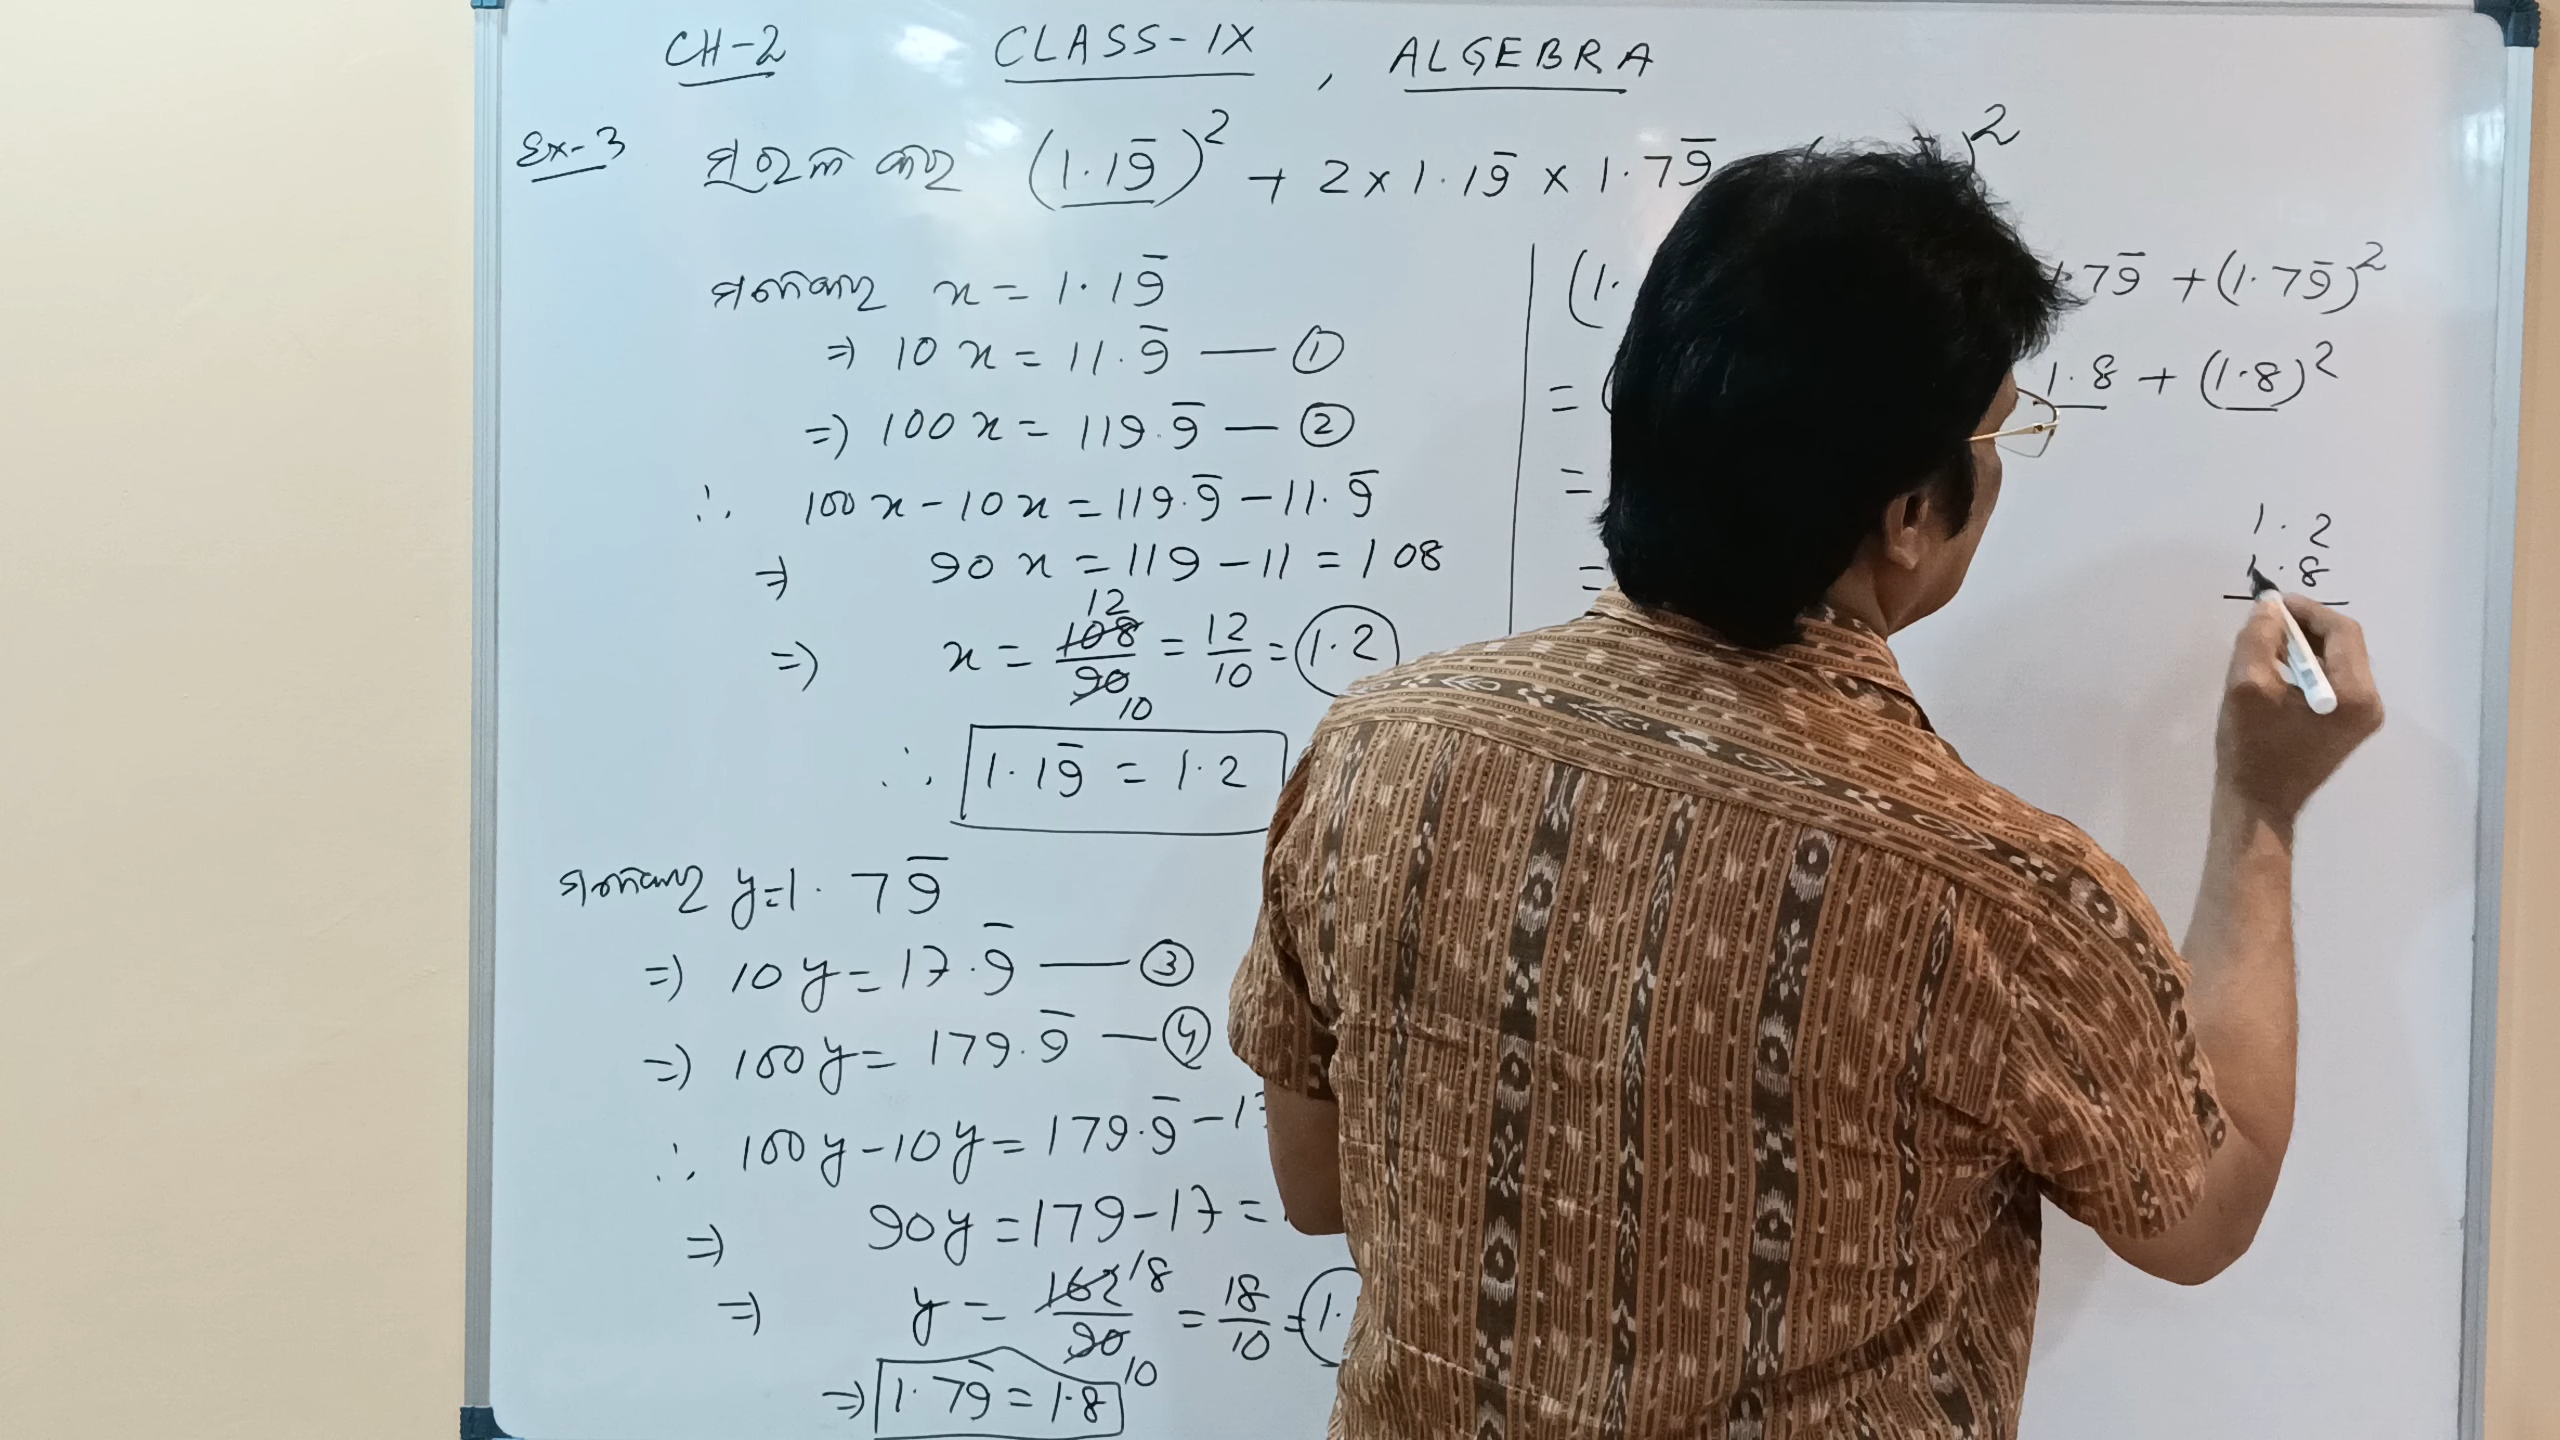 CH-2 CLASS-IX, ALGEBRA
Ex-3 ସରଳ କର (1.19̅)² + 2 × 1.19̅ × 1.79̅ )²
ମନେକର x = 1.19̅
⇒ 10x = 11.9̅ — ①
⇒ 100x = 119.9̅ — ②
∴ 100x - 10x = 119.9̅ - 11.9̅
⇒ 90x = 119 - 11 = 108
⇒ x = 108/90 = 12/10 = 1.2
12
10
∴ 1.19̅ = 1.2
ମନେକର y = 1.79̅
⇒ 10y = 17.9̅ — ③
⇒ 100y = 179.9̅ — ④
∴ 100y - 10y = 179.9̅ - 1
⇒ 90y = 179 - 17 =
⇒ y = 162/90 = 18/10 = 1.
18
10
⇒ 1.79̅ = 1.8
(1. .79̅ + (1.79̅)²
= ( 1.8 + (1.8)²
=
=
1.2
1.8